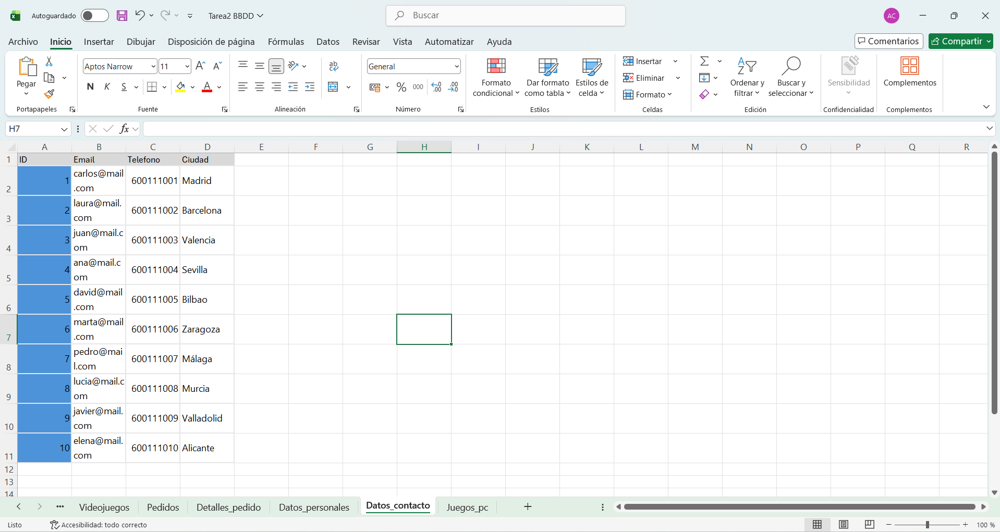 Autoguardado
Tarea2 BBDD
Buscar
AC
Archivo Inicio Insertar Dibujar Disposición de página Fórmulas Datos Revisar Vista Automatizar Ayuda
Comentarios Compartir
Pegar
Portapapeles
Aptos Narrow 11
A A
N K S A
Fuente
ab
Alineación
General
% 000
Número
Formato condicional
Dar formato como tabla
Estilos de celda
Estilos
Insertar
Eliminar
Formato
Celdas
Ordenar y filtrar
Buscar y seleccionar
Edición
Sensibilidad
Confidencialidad
Complementos
Complementos
H7
fx
A B C D E F G H I J K L M N O P Q R
1 ID Email Telefono Ciudad
2 1 carlos@mail.com 600111001 Madrid
3 2 laura@mail.com 600111002 Barcelona
4 3 juan@mail.com 600111003 Valencia
5 4 ana@mail.com 600111004 Sevilla
6 5 david@mail.com 600111005 Bilbao
7 6 marta@mail.com 600111006 Zaragoza
8 7 pedro@mail.com 600111007 Málaga
9 8 lucia@mail.com 600111008 Murcia
10 9 javier@mail.com 600111009 Valladolid
11 10 elena@mail.com 600111010 Alicante
12
13
14
Videojuegos Pedidos Detalles_pedido Datos_personales Datos_contacto Juegos_pc
Listo
Accesibilidad: todo correcto
100 %